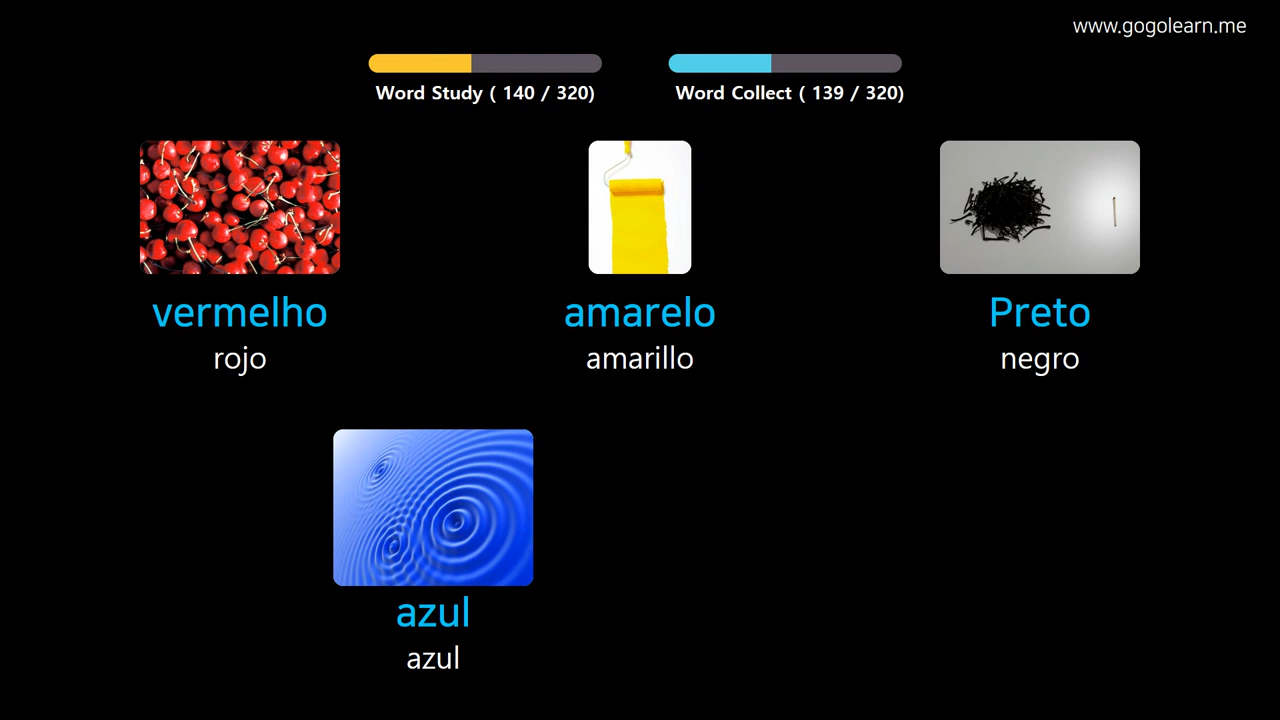 www.gogolearn.me
Word Study ( 140 / 320)
Word Collect ( 139 / 320)
vermelho
rojo
amarelo
amarillo
Preto
negro
azul
azul